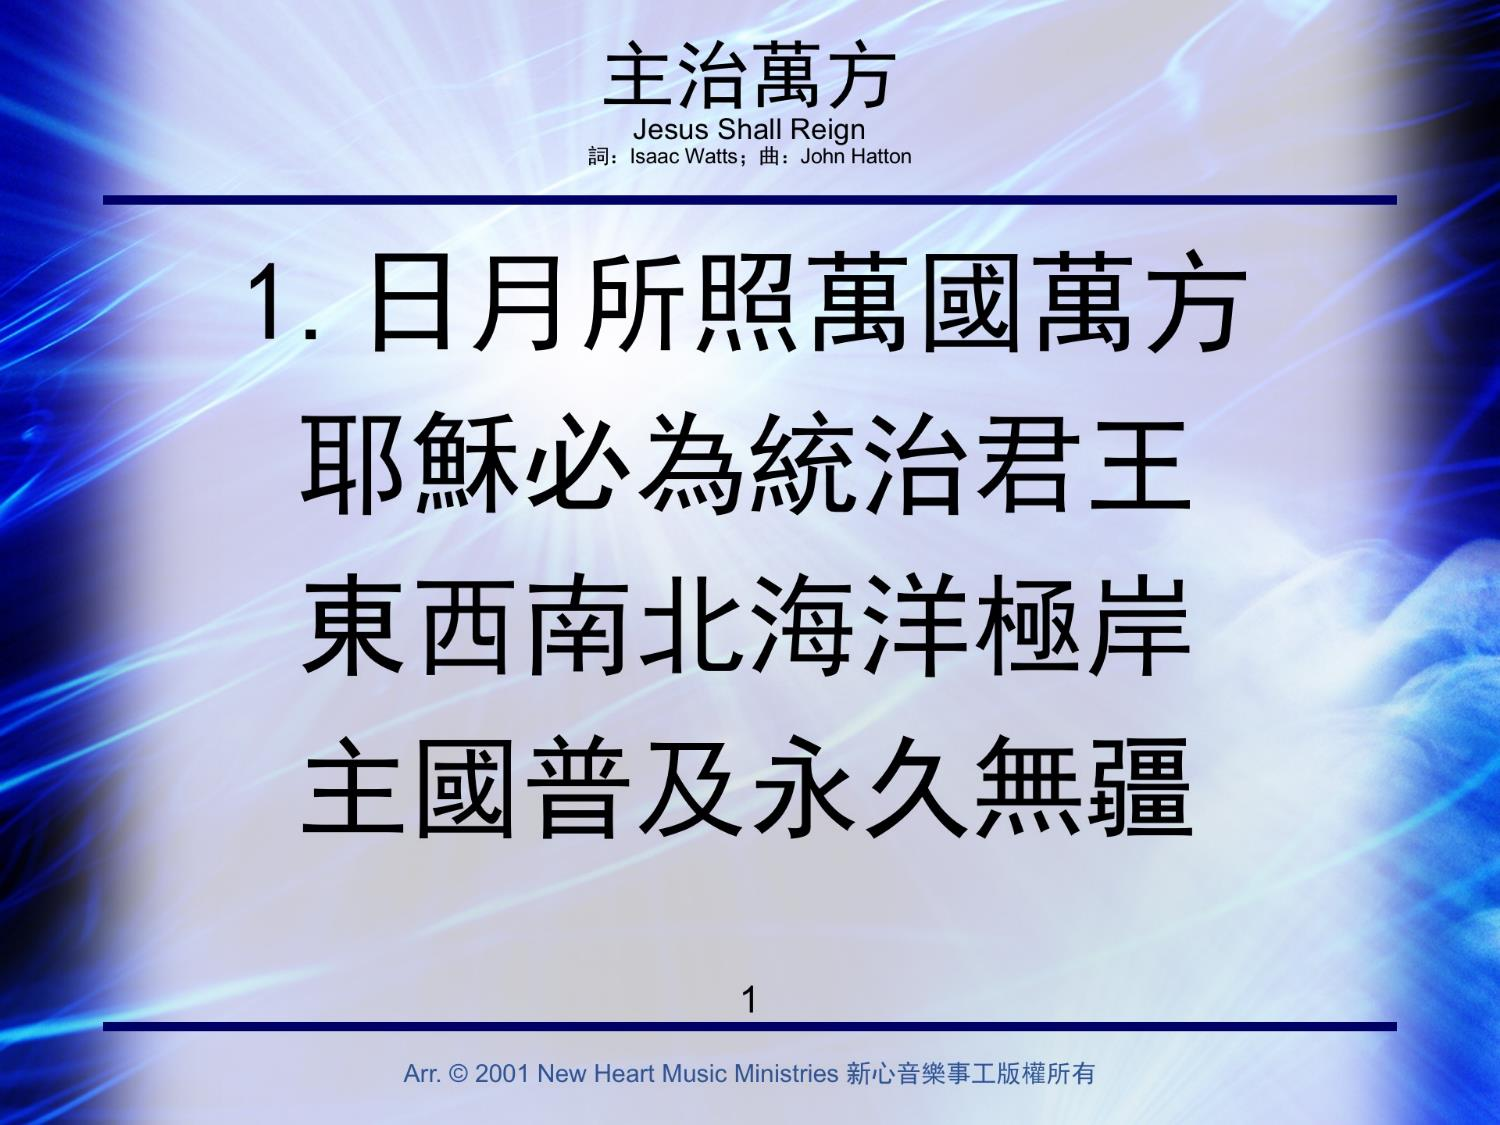 主治萬方
Jesus Shall Reign
詞：Isaac Watts；曲：John Hatton
1. 日月所照萬國萬方
耶穌必為統治君王
東西南北海洋極岸
主國普及永久無疆
1
Arr. © 2001 New Heart Music Ministries 新心音樂事工版權所有